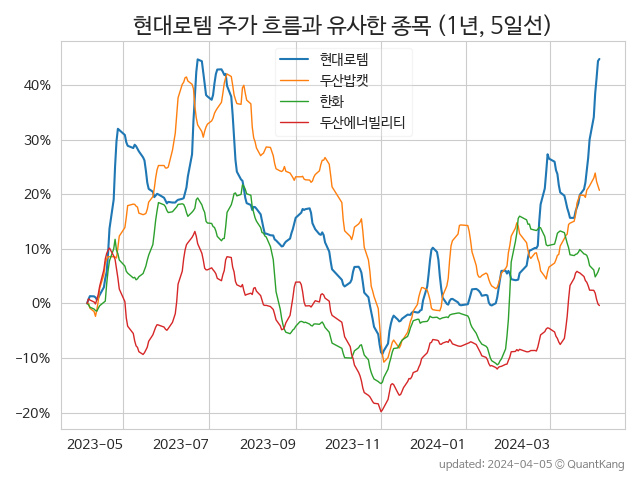 현대로템 주가 흐름과 유사한 종목 (1년, 5일선)
현대로템
두산밥캣
한화
두산에너빌리티
40%
30%
20%
10%
0%
−10%
−20%
2023-05 2023-07 2023-09 2023-11 2024-01 2024-03
updated: 2024-04-05 © QuantKang